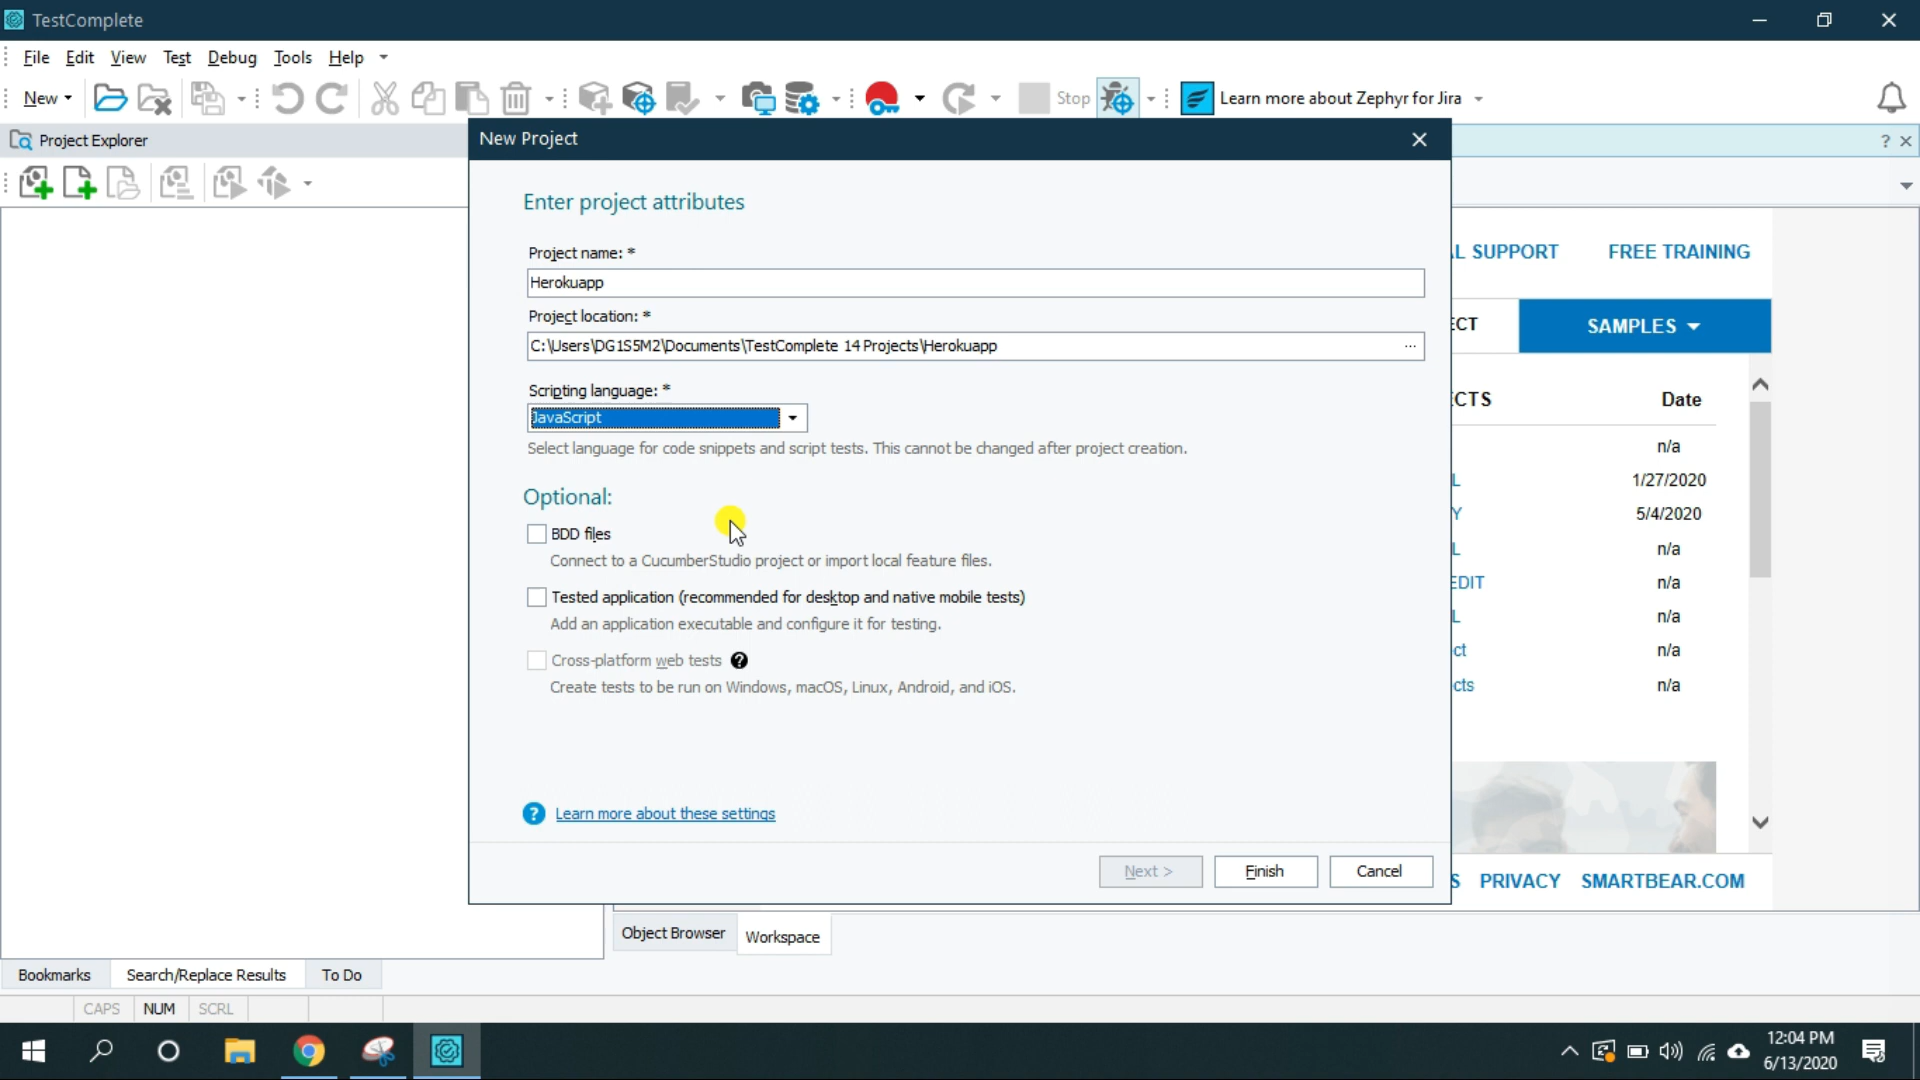 TestComplete
File Edit View Test Debug Tools Help
New Stop Learn more about Zephyr for Jira
Project Explorer
New Project
Enter project attributes
Project name: *
Herokuapp
Project location: *
C:\Users\DG1S5M2\Documents\TestComplete 14 Projects\Herokuapp ...
Scripting language: *
JavaScript
Select language for code snippets and script tests. This cannot be changed after project creation.
Optional:
BDD files
Connect to a CucumberStudio project or import local feature files.
Tested application (recommended for desktop and native mobile tests)
Add an application executable and configure it for testing.
Cross-platform web tests ?
Create tests to be run on Windows, macOS, Linux, Android, and iOS.
? Learn more about these settings
Next > Finish Cancel
?
L SUPPORT FREE TRAINING
ECT SAMPLES
CTS Date
n/a
L 1/27/2020
Y 5/4/2020
L n/a
EDIT n/a
L n/a
ct n/a
cts n/a
S PRIVACY SMARTBEAR.COM
Object Browser Workspace
Bookmarks Search/Replace Results To Do
CAPS NUM SCRL
12:04 PM
6/13/2020